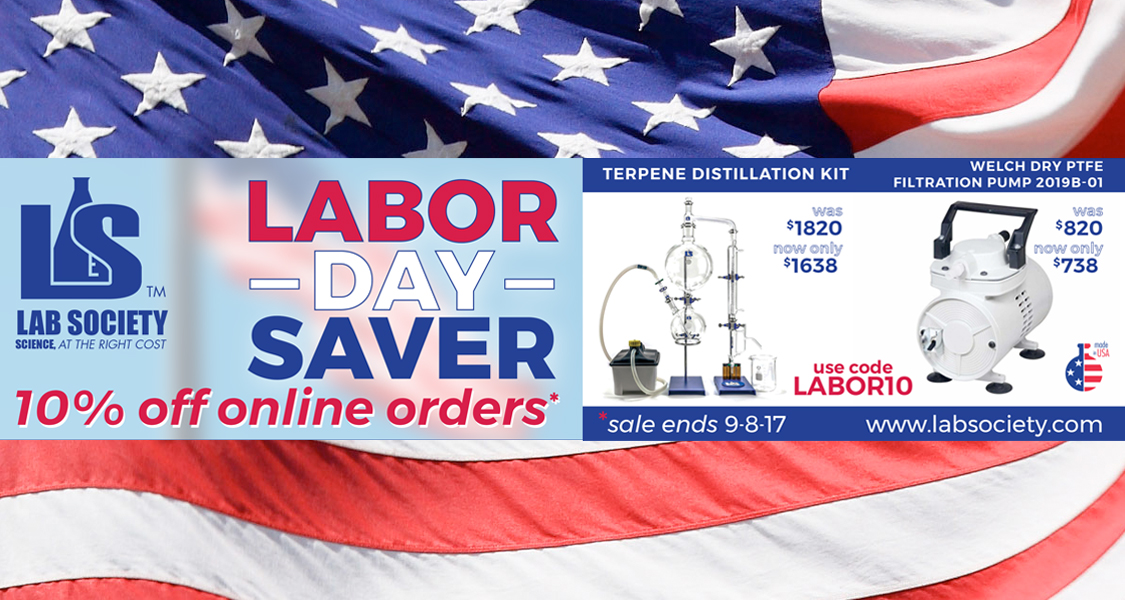 LS
TM
LAB SOCIETY
SCIENCE, AT THE RIGHT COST
LABOR
—DAY—
SAVER
10% off online orders*
TERPENE DISTILLATION KIT
was
$1820
now only
$1638
WELCH DRY PTFE
FILTRATION PUMP 2019B-01
was
$820
now only
$738
use code
LABOR10
made
in USA
*sale ends 9-8-17
www.labsociety.com